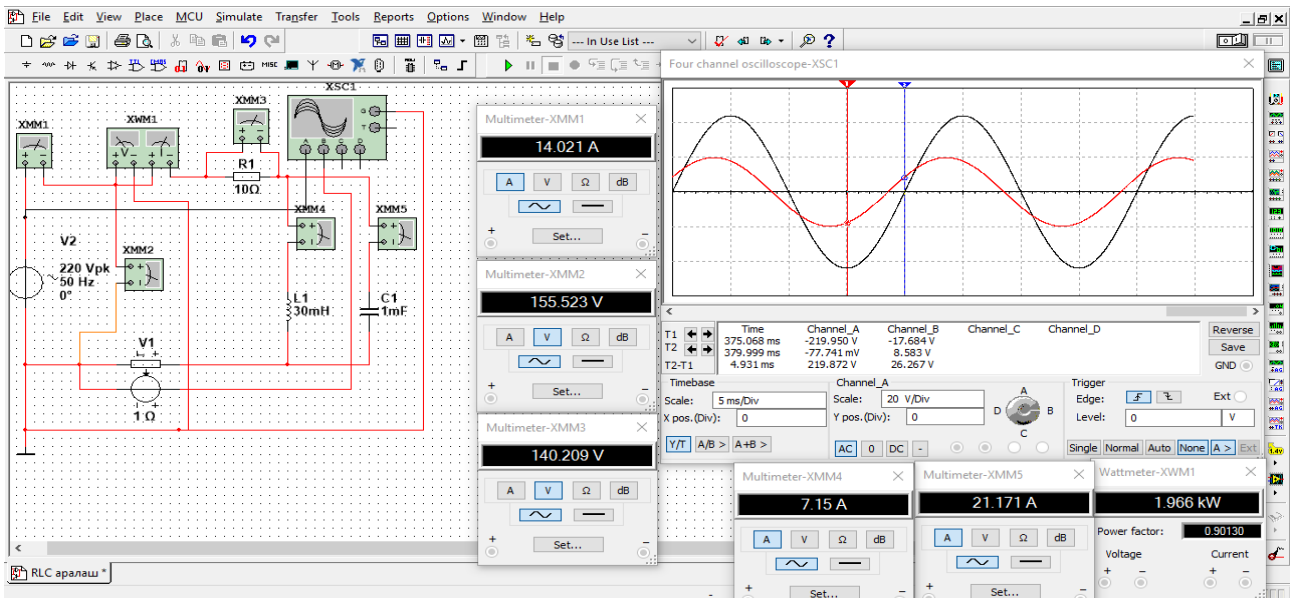 File Edit View Place MCU Simulate Transfer Tools Reports Options Window Help
--- In Use List ---
Four channel oscilloscope-XSC1
XMM1
XWM1
XMM3
XSC1
R1
10Ω
XMM4
XMM5
V2
220 Vpk
50 Hz
0°
XMM2
L1
30mH
C1
1mF
V1
1 Ω
Multimeter-XMM1
14.021 A
A V Ω dB
Set...
Multimeter-XMM2
155.523 V
A V Ω dB
Set...
Multimeter-XMM3
140.209 V
A V Ω dB
Set...
Time Channel_A Channel_B Channel_C Channel_D
T1 375.068 ms -219.950 V -17.684 V
T2 379.999 ms -77.741 mV 8.583 V
T2-T1 4.931 ms 219.872 V 26.267 V
Reverse
Save
GND
Timebase
Scale: 5 ms/Div
X pos.(Div): 0
Y/T A/B > A+B >
Channel_A
Scale: 20 V/Div
Y pos.(Div): 0
AC 0 DC -
A
B
C
D
Trigger
Edge: Ext
Level: 0 V
Single Normal Auto None A > Ext
Multimeter-XMM4
7.15 A
A V Ω dB
Set...
Multimeter-XMM5
21.171 A
A V Ω dB
Set...
Wattmeter-XWM1
1.966 kW
Power factor: 0.90130
Voltage Current
RLC аралаш *